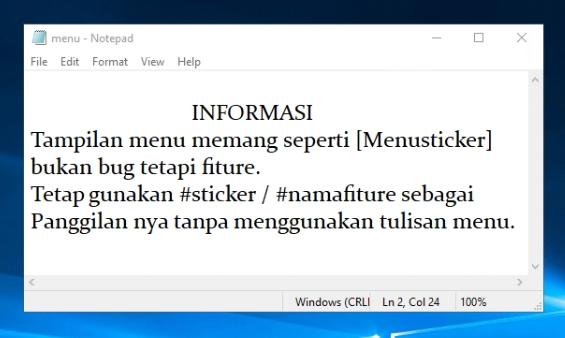 menu - Notepad
File Edit Format View Help
INFORMASI
Tampilan menu memang seperti [Menusticker]
bukan bug tetapi fiture.
Tetap gunakan #sticker / #namafiture sebagai
Panggilan nya tanpa menggunakan tulisan menu.
Windows (CRLI Ln 2, Col 24 100%